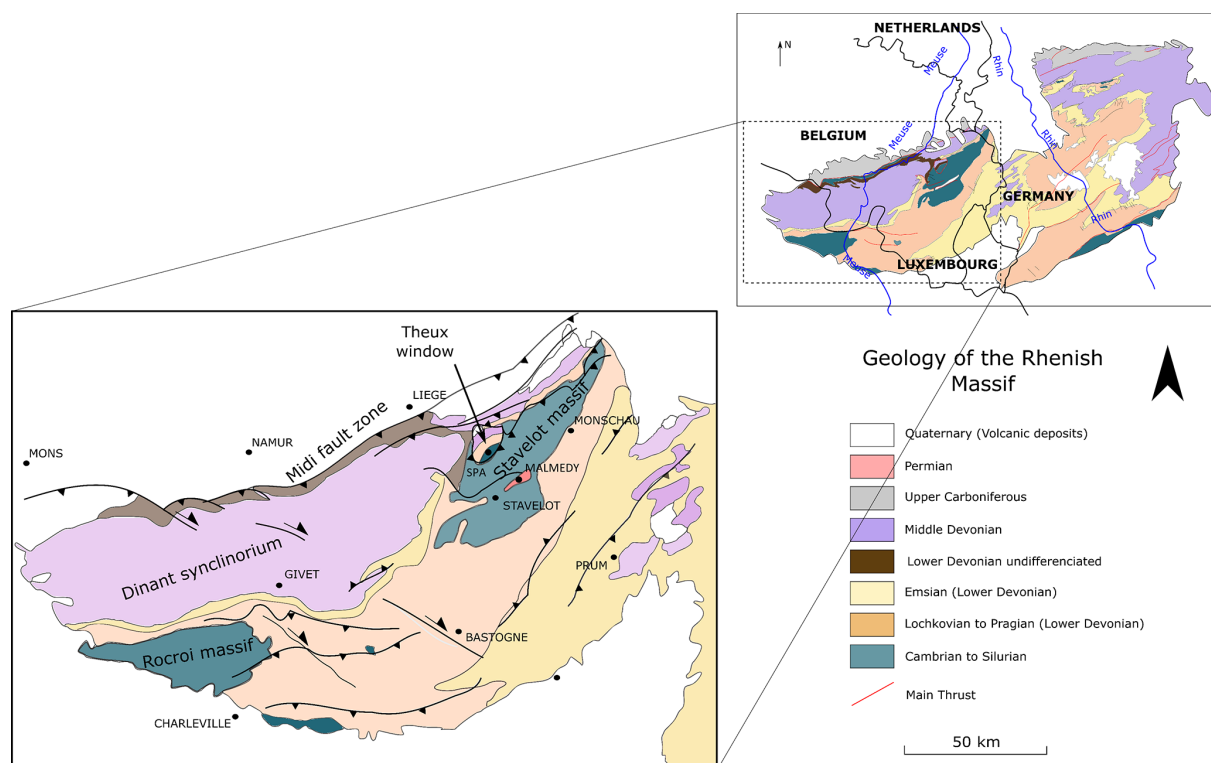 NETHERLANDS
N
Meuse
Rhin
BELGIUM
Meuse
Rhin
GERMANY
Rhin
LUXEMBOURG
Meuse
Theux
window
LIEGE
MONS
NAMUR
Midi fault zone
Stavelot massif
MONSCHAU
SPA
MALMEDY
STAVELOT
Dinant synclinorium
GIVET
PRUM
BASTOGNE
Rocroi massif
CHARLEVILLE
Geology of the Rhenish
Massif
Quaternary (Volcanic deposits)
Permian
Upper Carboniferous
Middle Devonian
Lower Devonian undifferenciated
Emsian (Lower Devonian)
Lochkovian to Pragian (Lower Devonian)
Cambrian to Silurian
Main Thrust
50 km